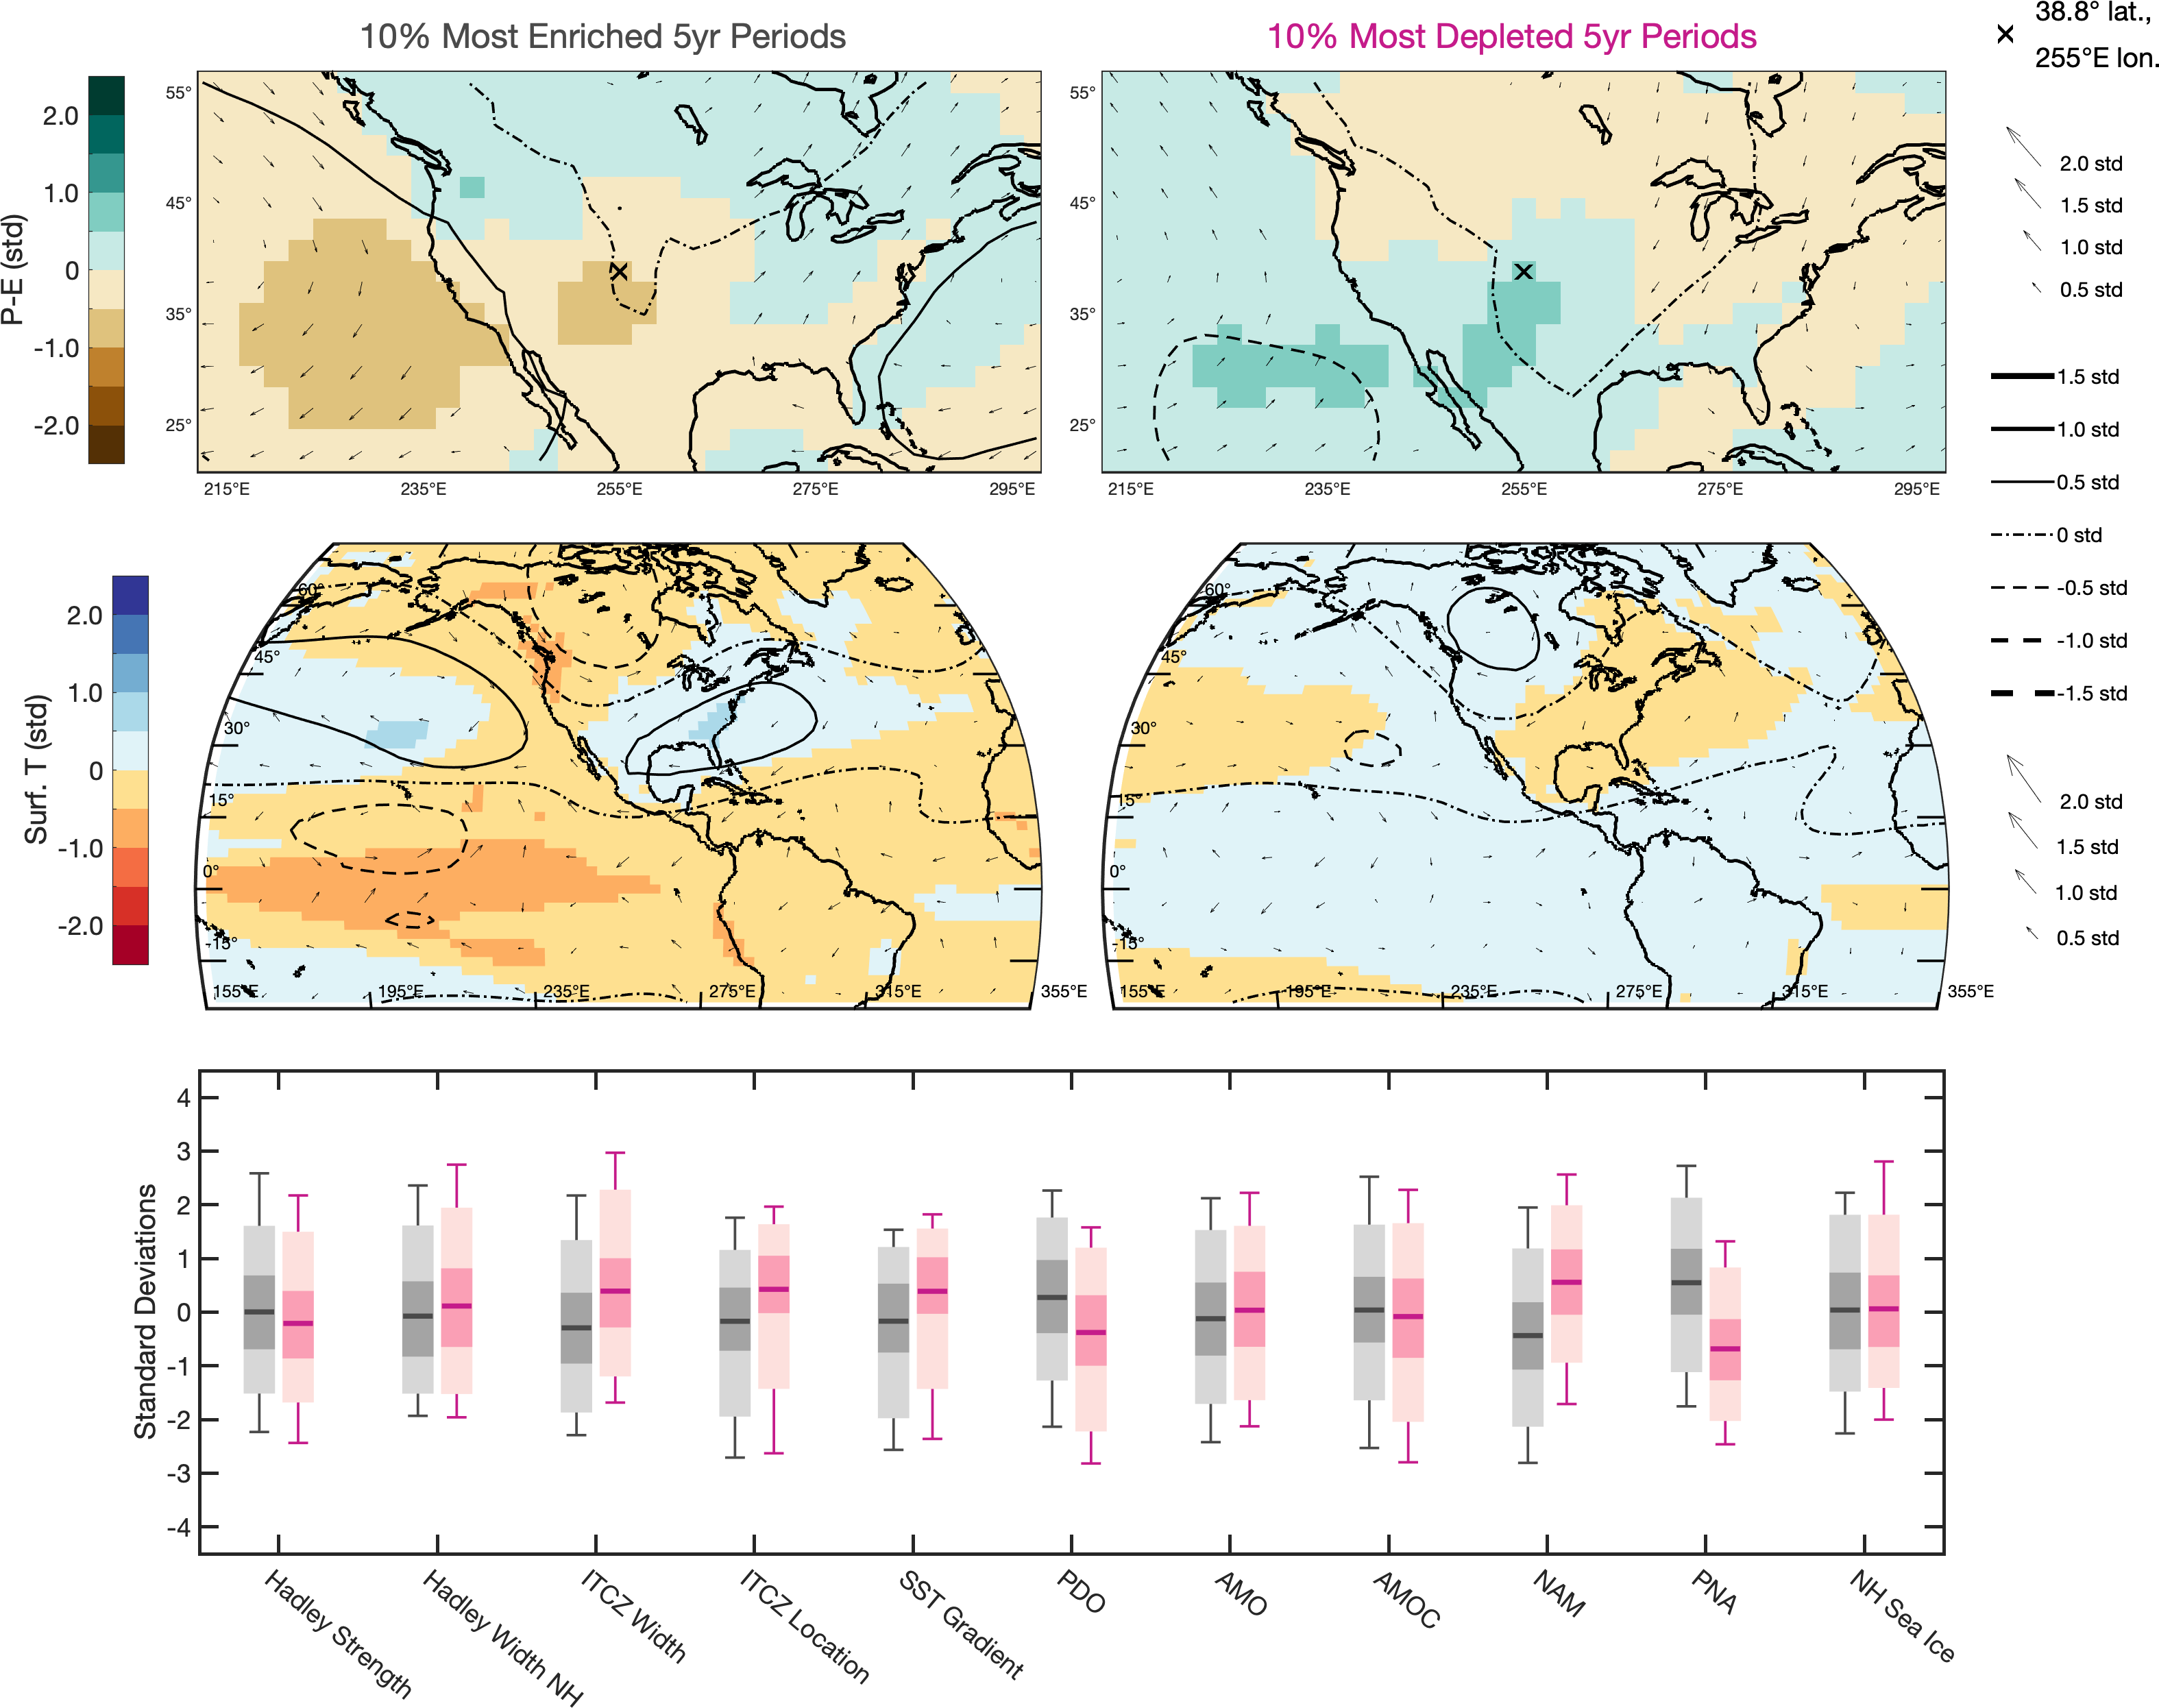 10% Most Enriched 5yr Periods
10% Most Depleted 5yr Periods
38.8° lat.,
255°E lon.
P-E (std)
2.0
1.0
0
-1.0
-2.0
55°
45°
35°
25°
215°E
235°E
255°E
275°E
295°E
55°
45°
35°
25°
215°E
235°E
255°E
275°E
295°E
2.0 std
1.5 std
1.0 std
0.5 std
1.5 std
1.0 std
0.5 std
0 std
-0.5 std
-1.0 std
-1.5 std
Surf. T (std)
2.0
1.0
0
-1.0
-2.0
60°
45°
30°
15°
0°
-15°
155°E
195°E
235°E
275°E
315°E
355°E
60°
45°
30°
15°
0°
-15°
155°E
195°E
235°E
275°E
315°E
355°E
2.0 std
1.5 std
1.0 std
0.5 std
Standard Deviations
4
3
2
1
0
-1
-2
-3
-4
Hadley Strength
Hadley Width NH
ITCZ Width
ITCZ Location
SST Gradient
PDO
AMO
AMOC
NAM
PNA
NH Sea Ice